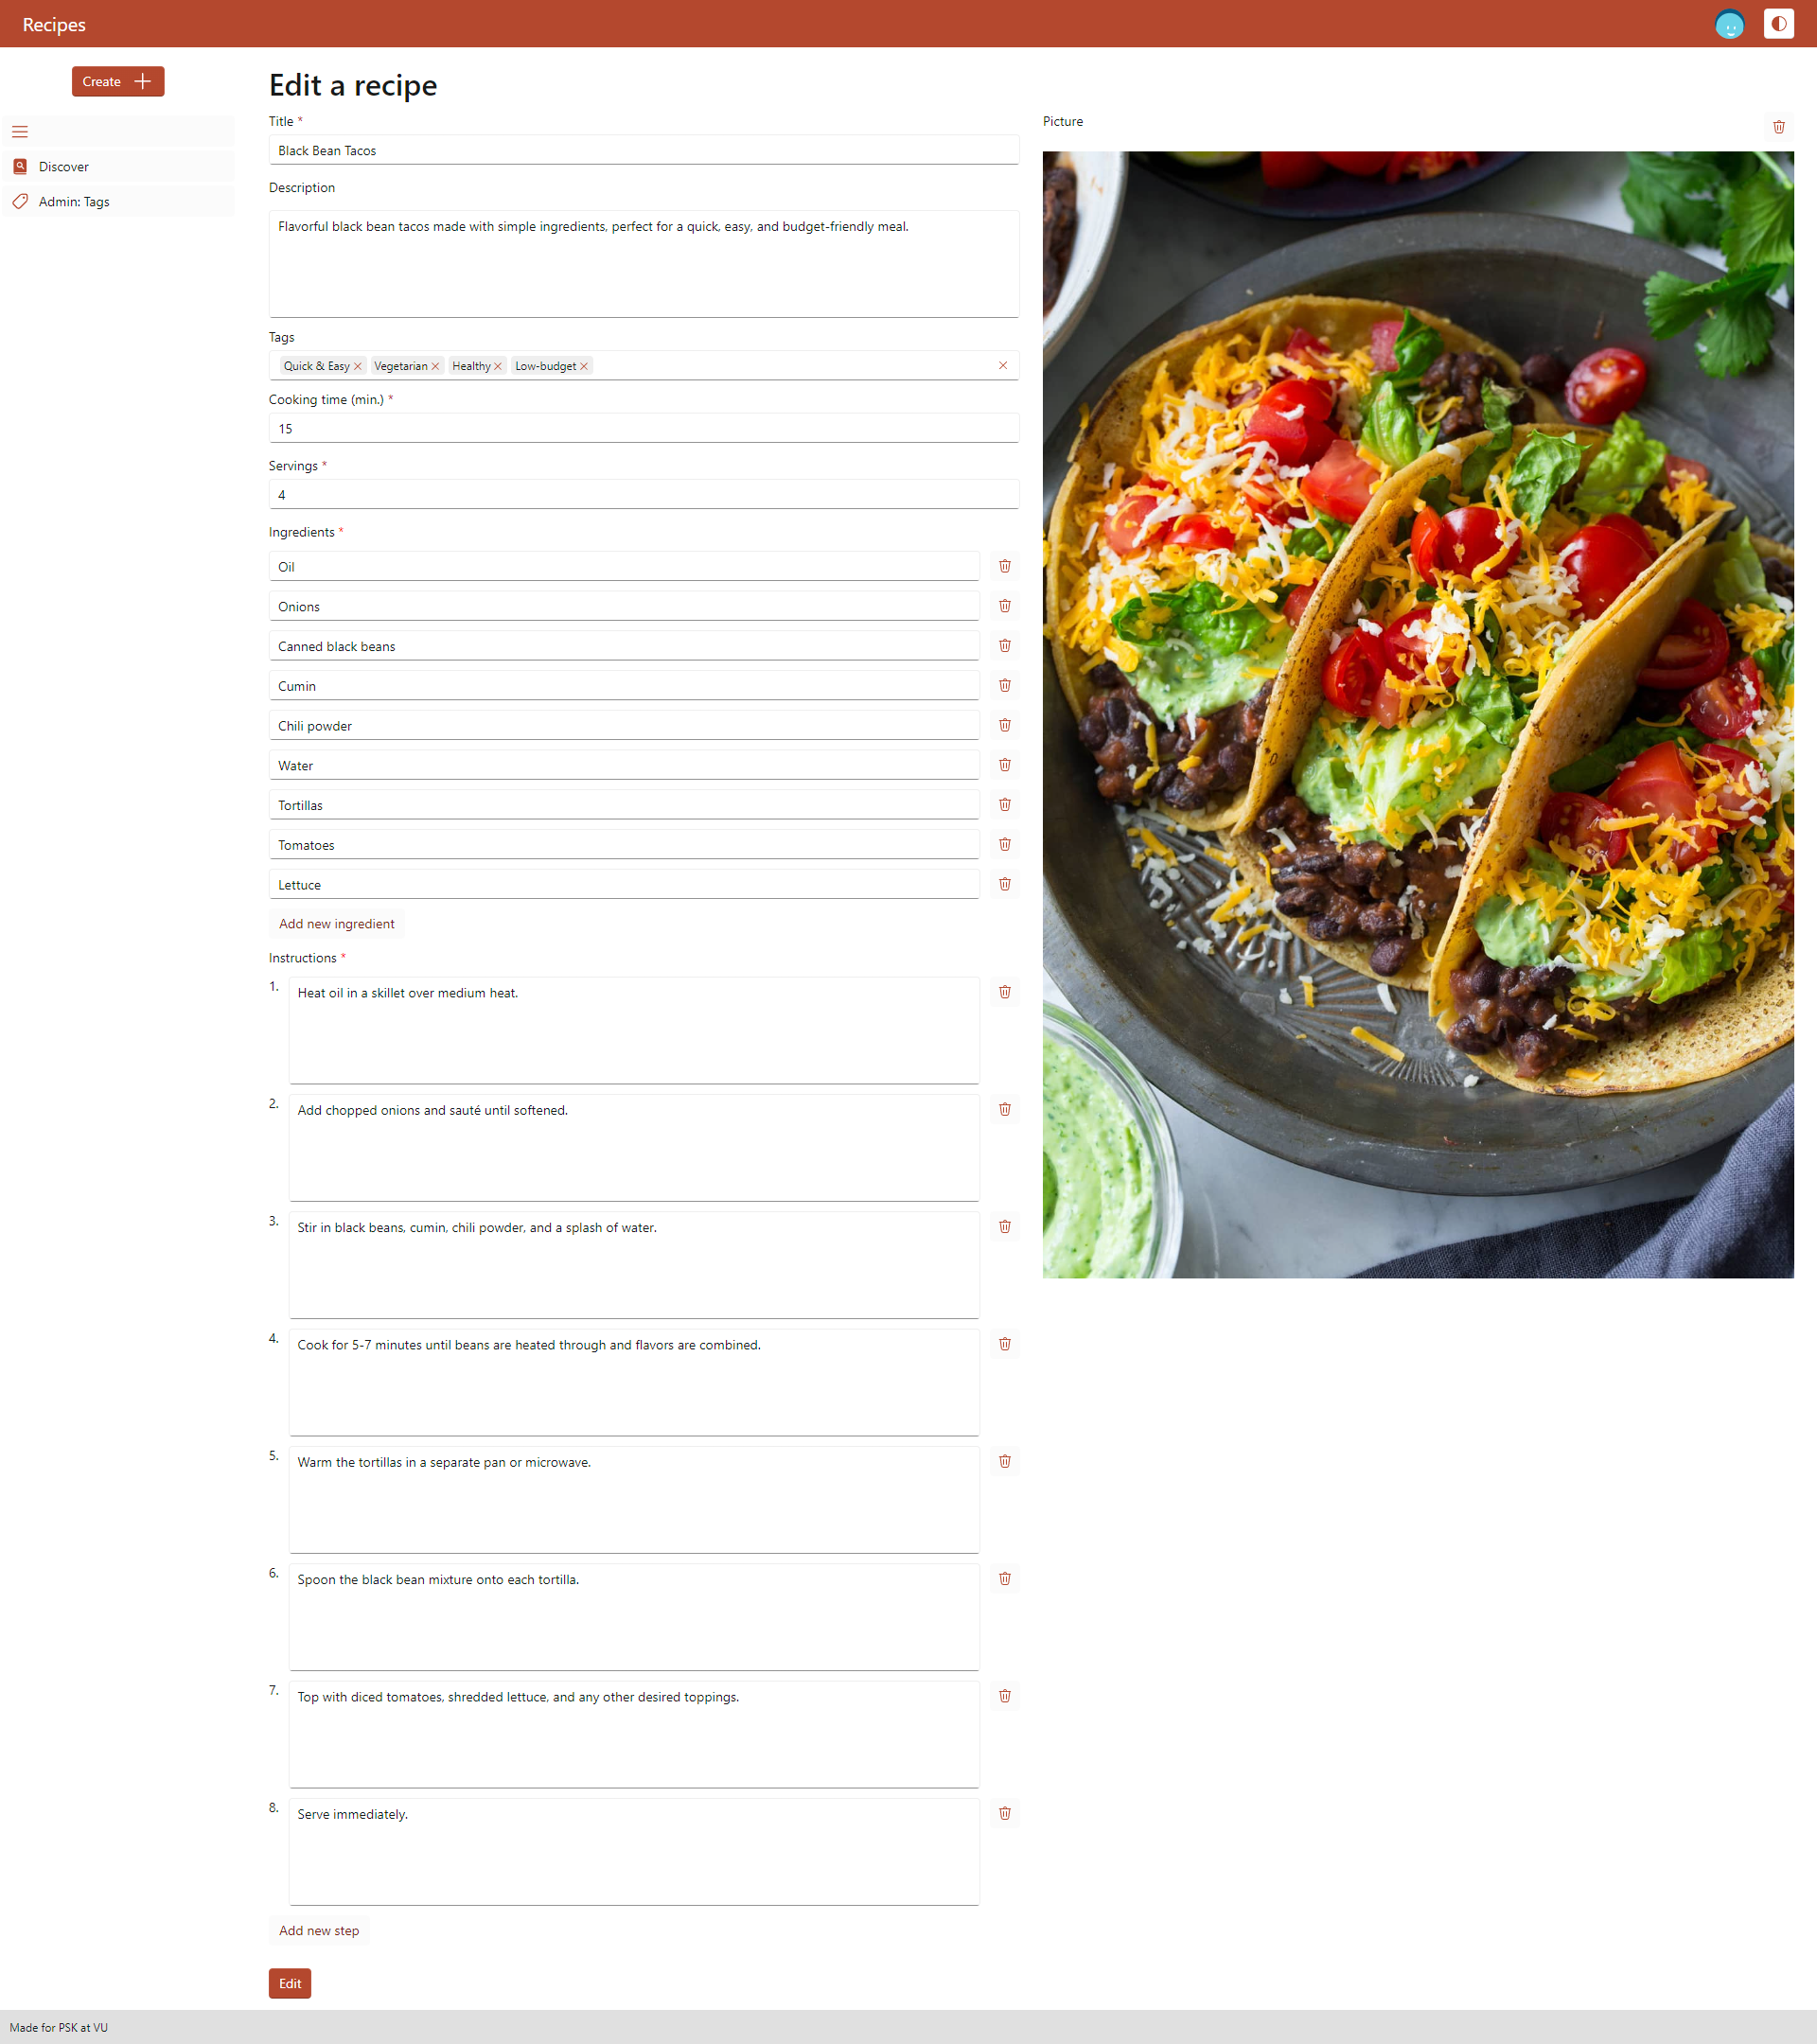 Recipes
Create
Discover
Admin: Tags
Edit a recipe
Title *
Black Bean Tacos
Description
Flavorful black bean tacos made with simple ingredients, perfect for a quick, easy, and budget-friendly meal.
Tags
Quick & Easy Vegetarian Healthy Low-budget
Cooking time (min.) *
15
Servings *
4
Ingredients *
Oil
Onions
Canned black beans
Cumin
Chili powder
Water
Tortillas
Tomatoes
Lettuce
Add new ingredient
Instructions *
1. Heat oil in a skillet over medium heat.
2. Add chopped onions and sauté until softened.
3. Stir in black beans, cumin, chili powder, and a splash of water.
4. Cook for 5-7 minutes until beans are heated through and flavors are combined.
5. Warm the tortillas in a separate pan or microwave.
6. Spoon the black bean mixture onto each tortilla.
7. Top with diced tomatoes, shredded lettuce, and any other desired toppings.
8. Serve immediately.
Add new step
Edit
Picture
Made for PSK at VU